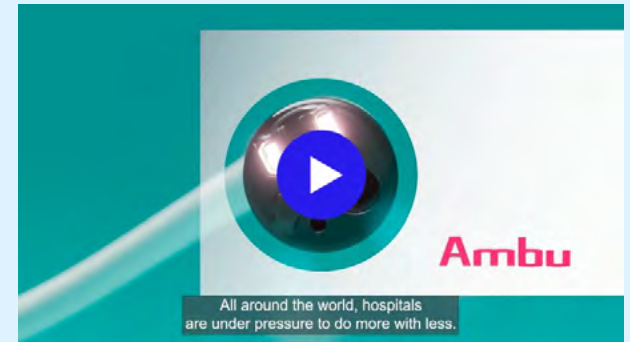 Ambu
All around the world, hospitals
are under pressure to do more with less.